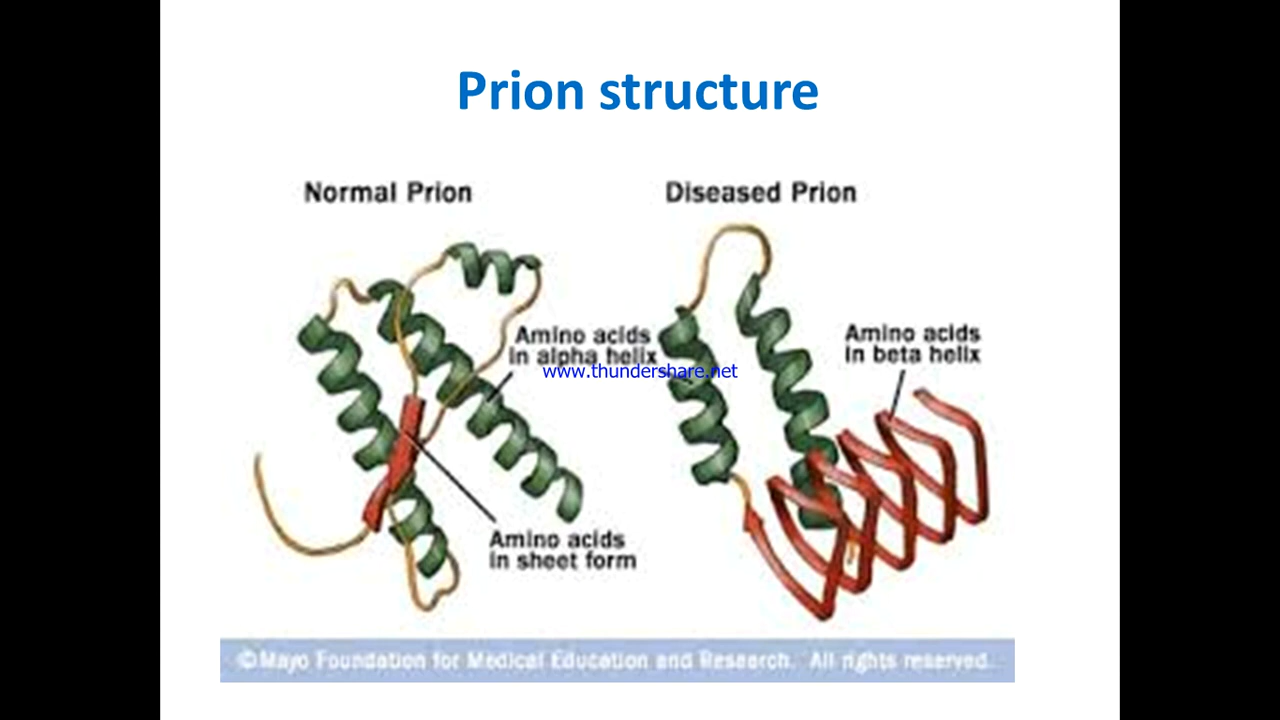 Prion structure
Normal Prion
Diseased Prion
Amino acids
in alpha helix
Amino acids
in beta helix
www.thundershare.net
Amino acids
in sheet form
©Mayo Foundation for Medical Education and Research. All rights reserved.